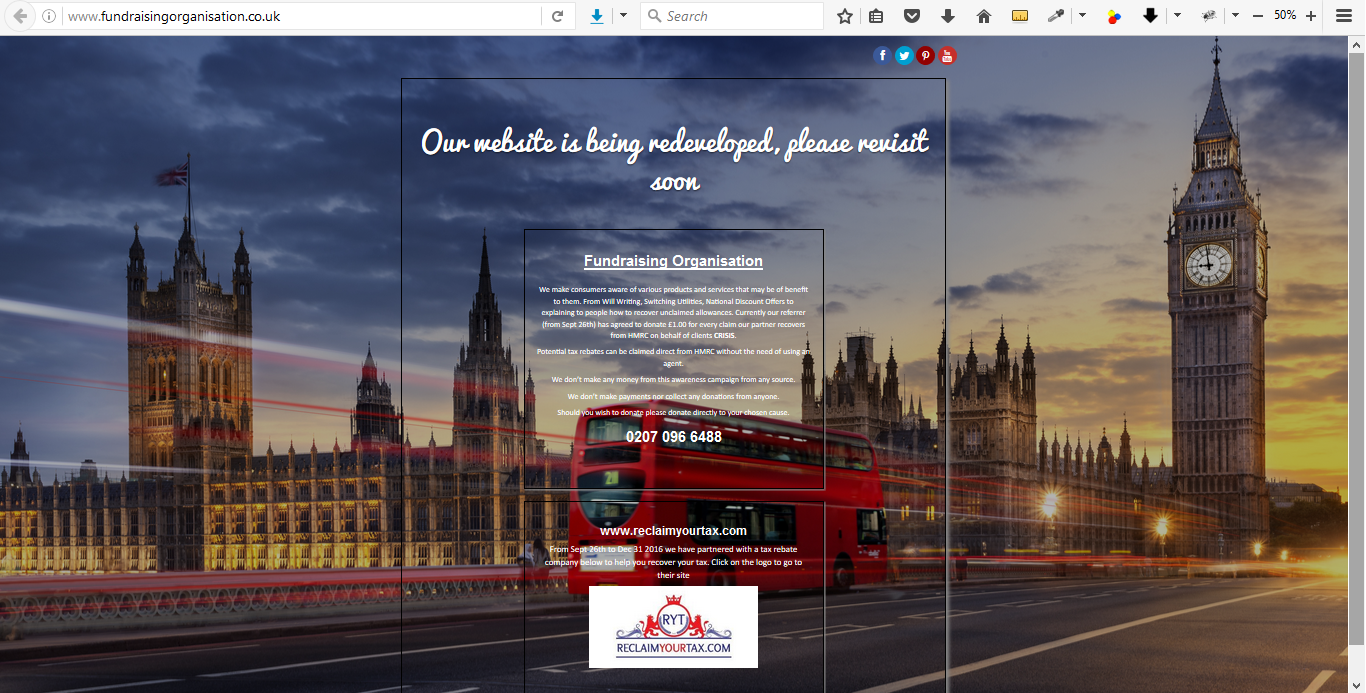 www.fundraisingorganisation.co.uk
Search
50%
Our website is being redeveloped, please revisit
soon
Fundraising Organisation
We make consumers aware of various products and services that may be of benefit
to them. From Will Writing, Switching Utilities, National Discount Offers to
explaining to people how to recover unclaimed allowances. Currently our referrer
(from Sept 26th) has agreed to donate £1.00 for every claim our partner recovers
from HMRC on behalf of clients CRISIS.
Potential tax rebates can be claimed direct from HMRC without the need of using an
agent.
We don't make any money from this awareness campaign from any source.
We don't make payments nor collect any donations from anyone.
Should you wish to donate please donate directly to your chosen cause.
0207 096 6488
21
www.reclaimyourtax.com
From Sept 26th to Dec 31 2016 we have partnered with a tax rebate
company below to help you recover your tax. Click on the logo to go to
their site
RYT
RECLAIMYOURTAX.COM